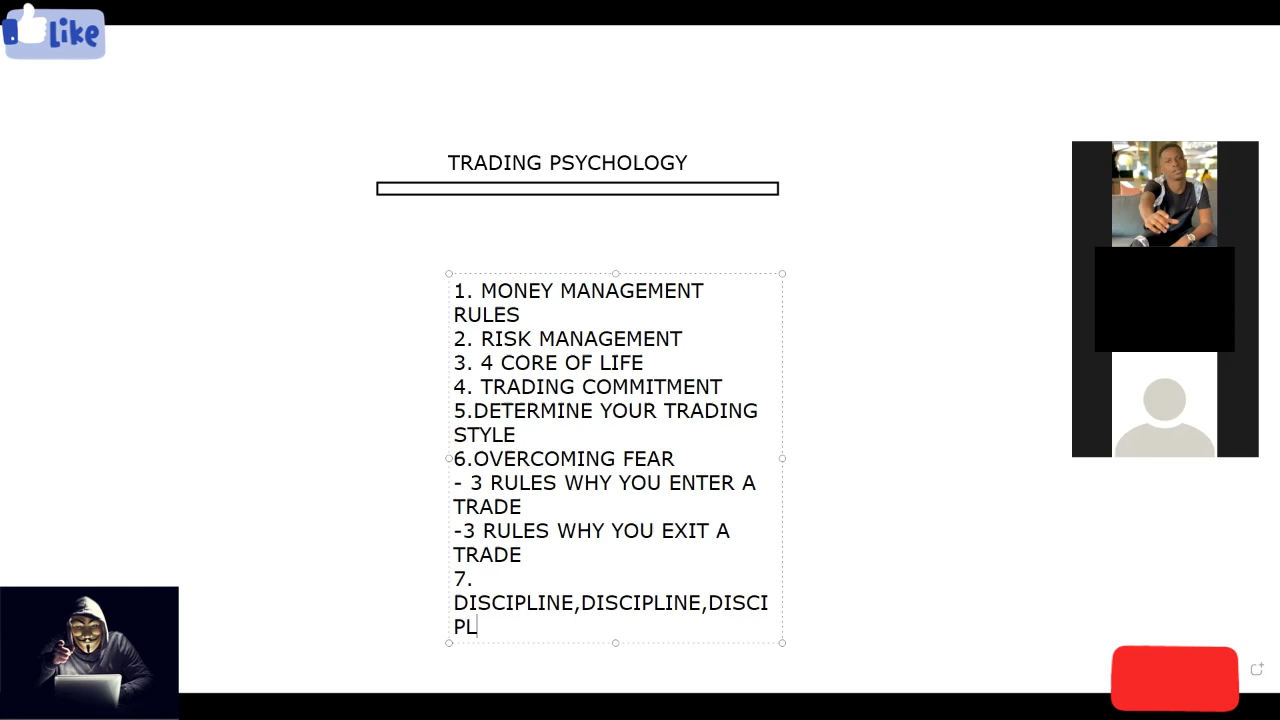 Like
TRADING PSYCHOLOGY
1. MONEY MANAGEMENT
RULES
2. RISK MANAGEMENT
3. 4 CORE OF LIFE
4. TRADING COMMITMENT
5.DETERMINE YOUR TRADING
STYLE
6.OVERCOMING FEAR
- 3 RULES WHY YOU ENTER A
TRADE
-3 RULES WHY YOU EXIT A
TRADE
7.
DISCIPLINE,DISCIPLINE,DISCI
PL